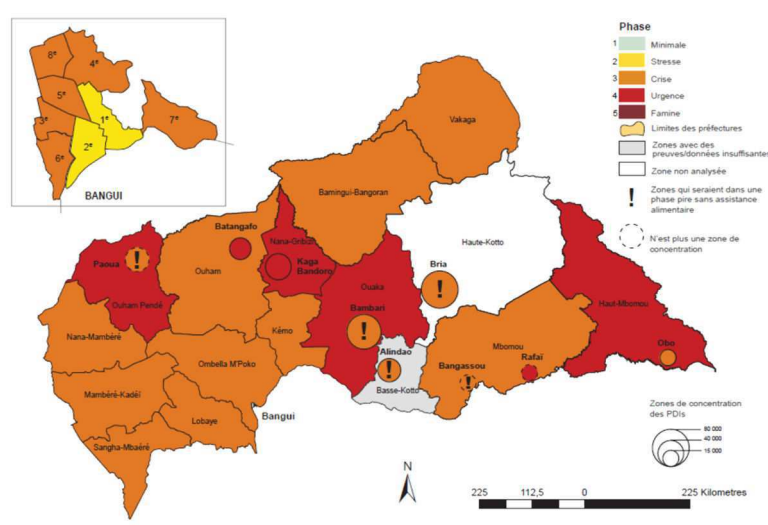 8e
4e
5e
1e
3e
7e
2e
6e
BANGUI
Phase
1 Minimale
2 Stresse
3 Crise
4 Urgence
5 Famine
Limites des préfectures
Zones avec des
preuves/données insuffisantes
Zone non analysée
! Zones qui seraient dans une
phase pire sans assistance
alimentaire
N'est plus une zone de
concentration
Vakaga
Bamingui-Bangoran
Batangafo
Nana-Gribizi
Haute-Kotto
Paoua
!
Ouham
Kaga
Bandoro
Bria
!
Ouaka
Ouham Pendé
Bambari
!
Haut-Mbomou
Nana-Mambéré
Kémo
Alindao
!
Mbomou
Obo
Ombella M'Poko
Bangassou
!
Rafaï
Mambéré-Kadéï
Basse-Kotto
Lobaye
Bangui
Sangha-Mbaéré
Zones de concentration
des PDIs
60 000
40 000
15 000
N
225 112,5 0 225 Kilometres